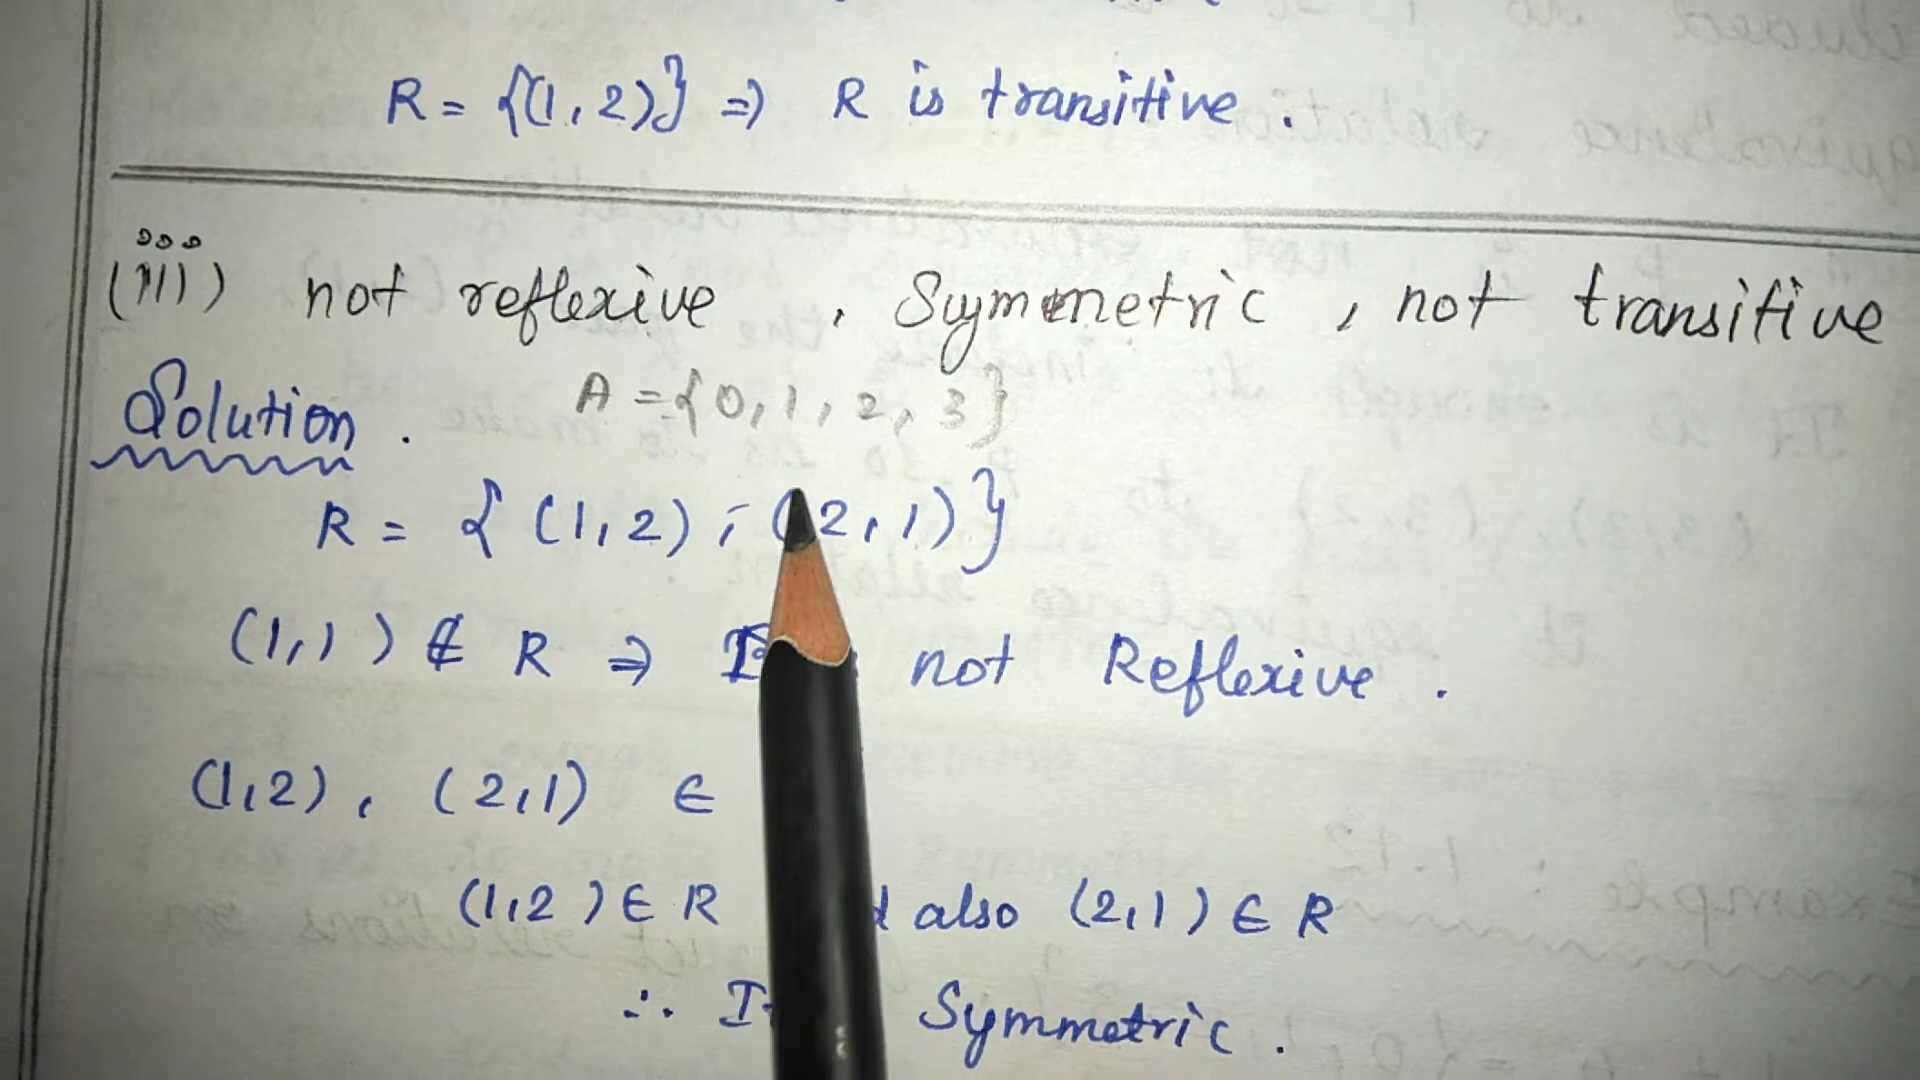 R = {(1,2)} ⇒ R is transitive.
(iii) not reflexive, Symmetric, not transitive
Solution. A = {0,1,2,3}
R = {(1,2), (2,1)}
(1,1) ∉ R ⇒ not Reflexive.
(1,2), (2,1) ∈
(1,2) ∈ R also (2,1) ∈ R
∴ Symmetric.